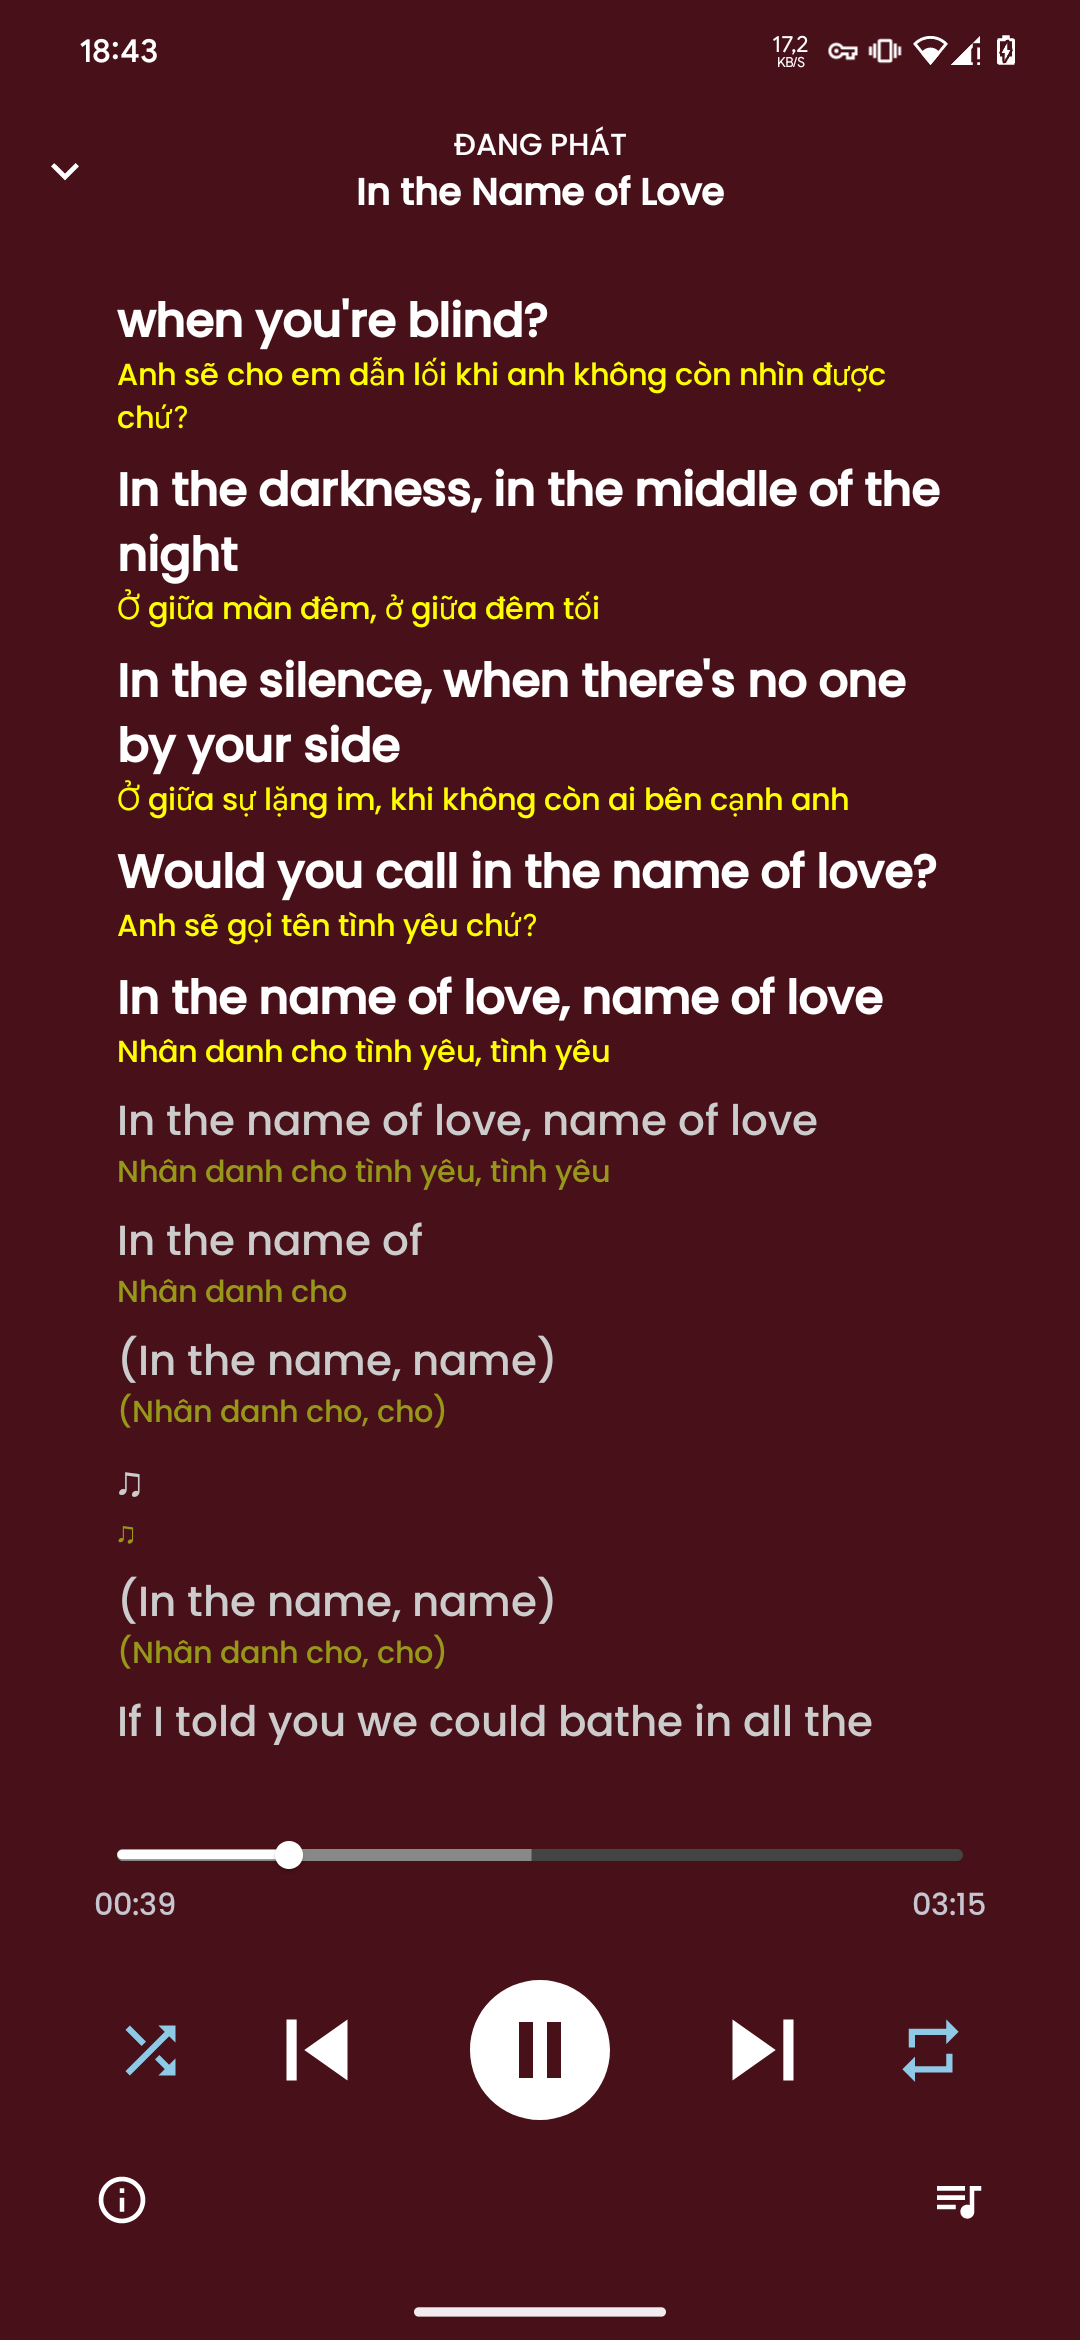 18:43
17,2
KB/S
ĐANG PHÁT
In the Name of Love
when you're blind?
Anh sẽ cho em dẫn lối khi anh không còn nhìn được
chứ?
In the darkness, in the middle of the
night
Ở giữa màn đêm, ở giữa đêm tối
In the silence, when there's no one
by your side
Ở giữa sự lặng im, khi không còn ai bên cạnh anh
Would you call in the name of love?
Anh sẽ gọi tên tình yêu chứ?
In the name of love, name of love
Nhân danh cho tình yêu, tình yêu
In the name of love, name of love
Nhân danh cho tình yêu, tình yêu
In the name of
Nhân danh cho
(In the name, name)
(Nhân danh cho, cho)
♫
♫
(In the name, name)
(Nhân danh cho, cho)
If I told you we could bathe in all the
00:39
03:15